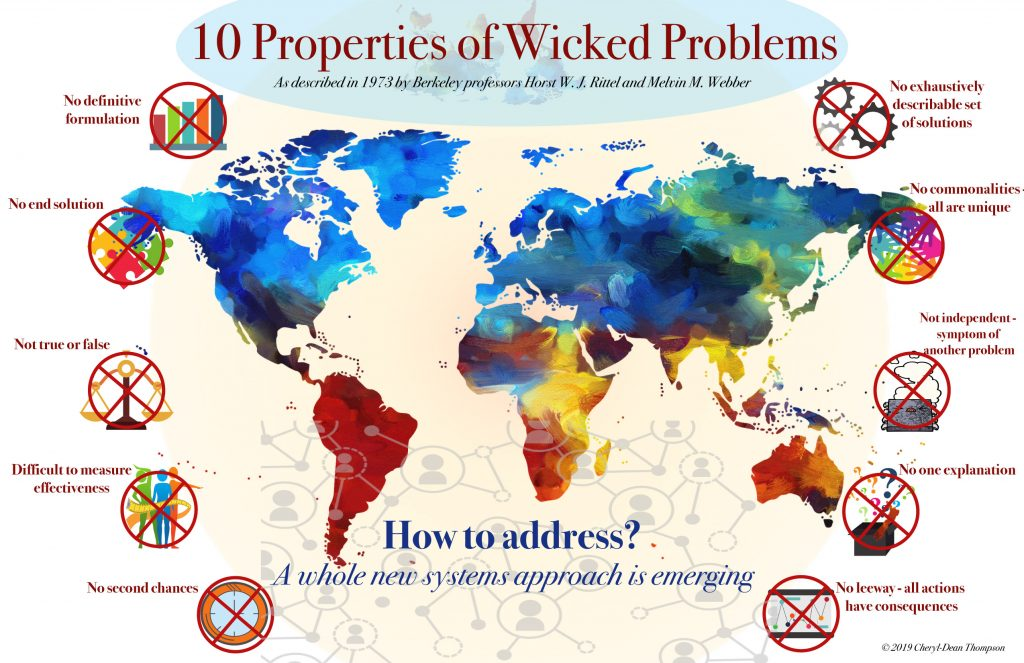 10 Properties of Wicked Problems
As described in 1973 by Berkeley professors Horst W. J. Rittel and Melvin M. Webber
No definitive
formulation
No end solution
Not true or false
Difficult to measure
effectiveness
No second chances
No exhaustively
describable set
of solutions
No commonalities -
all are unique
Not independent -
symptom of
another problem
No one explanation
No leeway - all actions
have consequences
How to address?
A whole new systems approach is emerging
© 2019 Cheryl-Dean Thompson